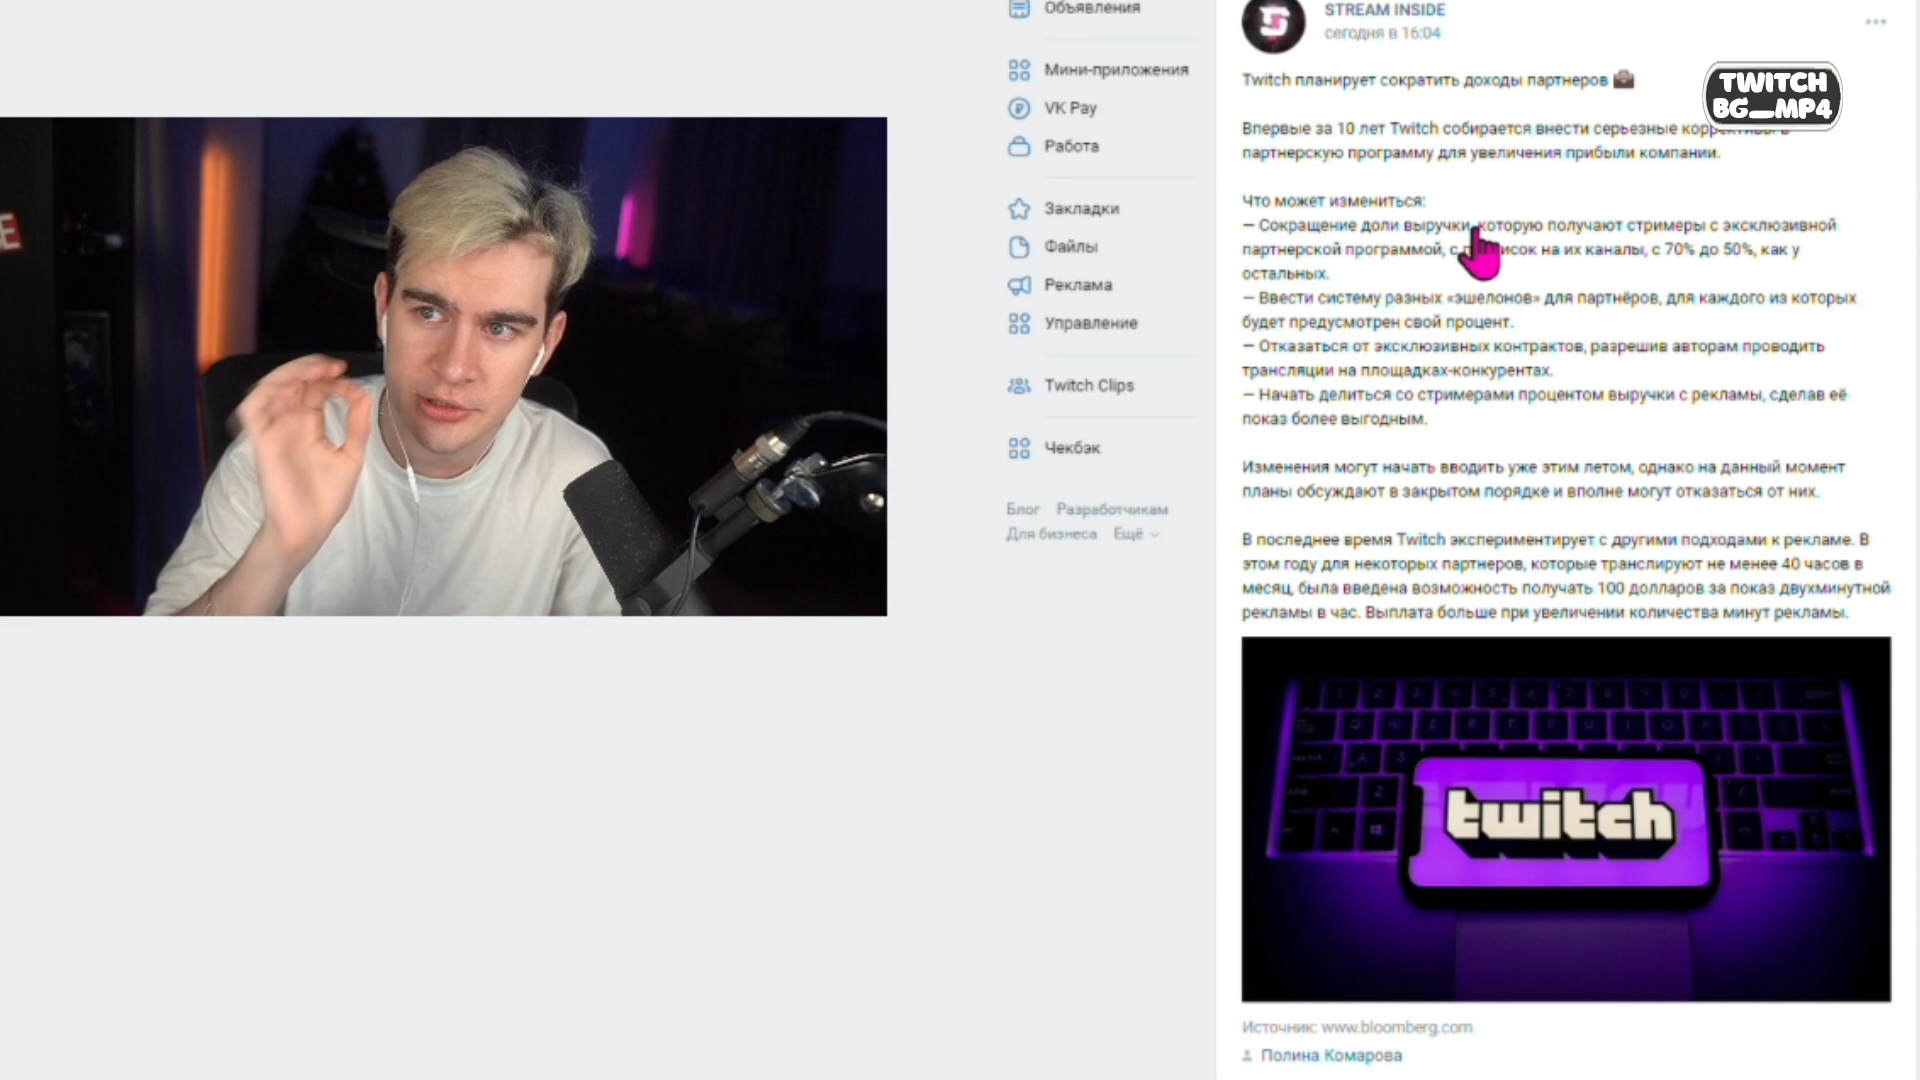 E
Объявления
Мини-приложения
VK Pay
Работа
Закладки
Файлы
Реклама
Управление
Twitch Clips
Чекбэк
Блог Разработчикам
Для бизнеса Ещё
STREAM INSIDE
сегодня в 16:04
TWITCH
BG_MP4
Twitch планирует сократить доходы партнеров
Впервые за 10 лет Twitch собирается внести серьезные
партнерскую программу для увеличения прибыли компании.
Что может измениться:
— Сокращение доли выручки, которую получают стримеры с эксклюзивной
партнерской программой, с на их каналы, с 70% до 50%, как у
остальных.
— Ввести систему разных «эшелонов» для партнёров, для каждого из которых
будет предусмотрен свой процент.
— Отказаться от эксклюзивных контрактов, разрешив авторам проводить
трансляции на площадках-конкурентах.
— Начать делиться со стримерами процентом выручки с рекламы, сделав её
показ более выгодным.
Изменения могут начать вводить уже этим летом, однако на данный момент
планы обсуждают в закрытом порядке и вполне могут отказаться от них.
В последнее время Twitch экспериментирует с другими подходами к рекламе. В
этом году для некоторых партнеров, которые транслируют не менее 40 часов в
месяц, была введена возможность получать 100 долларов за показ двухминутной
рекламы в час. Выплата больше при увеличении количества минут рекламы.
twitch
Источник: www.bloomberg.com
Полина Комарова